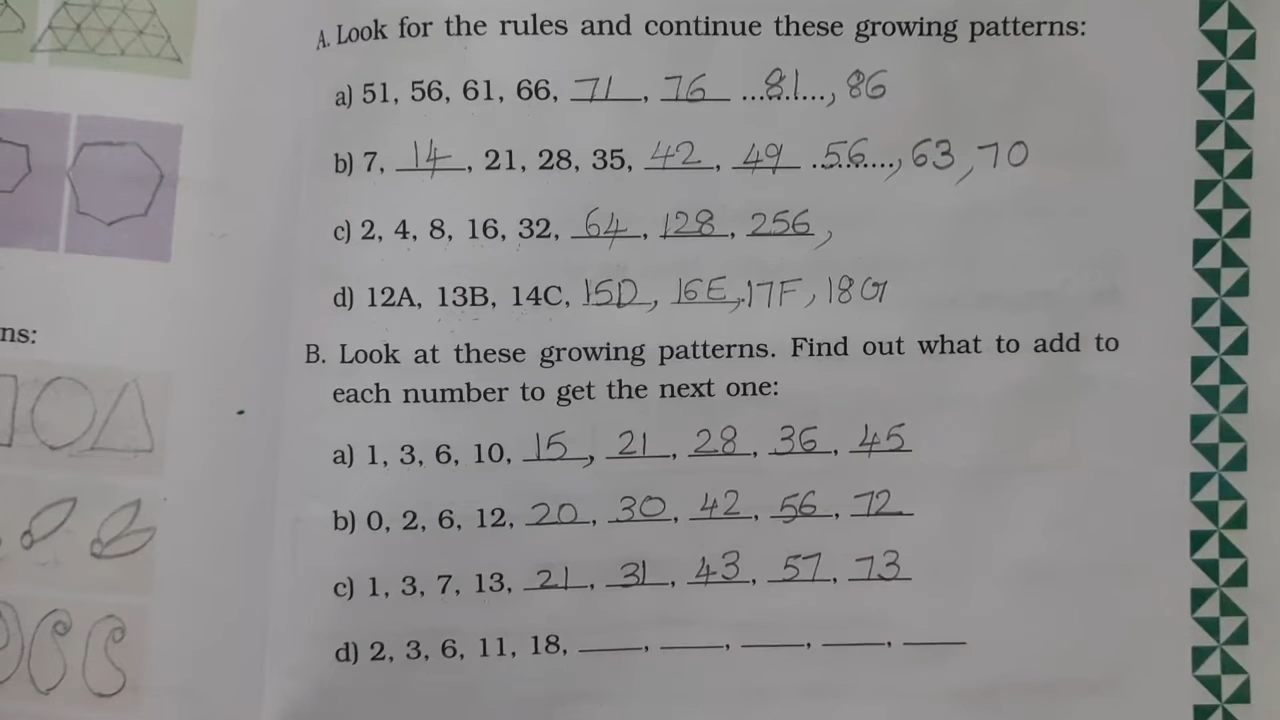 A. Look for the rules and continue these growing patterns:
a) 51, 56, 61, 66, 71, 76 ...81..., 86
b) 7, 14, 21, 28, 35, 42, 49 .56...., 63, 70
c) 2, 4, 8, 16, 32, 64, 128, 256,
d) 12A, 13B, 14C, 15D, 16E, 17F, 18G
ns:
B. Look at these growing patterns. Find out what to add to
each number to get the next one:
a) 1, 3, 6, 10, 15, 21, 28, 36, 45
b) 0, 2, 6, 12, 20, 30, 42, 56, 72
c) 1, 3, 7, 13, 21, 31, 43, 57, 73
d) 2, 3, 6, 11, 18, ____, ____, ____, ____, ____